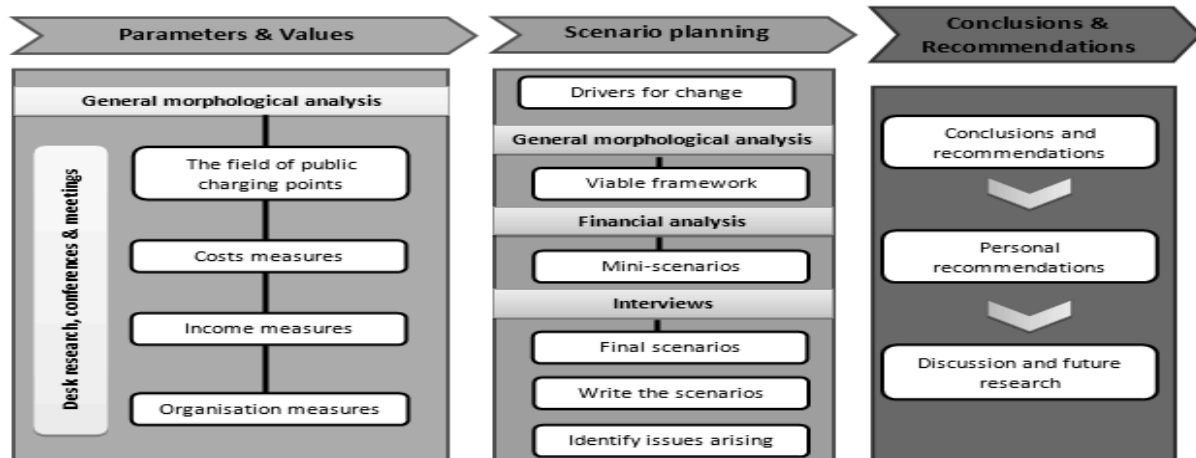 Parameters & Values
General morphological analysis
Desk research, conferences & meetings
The field of public
charging points
Costs measures
Income measures
Organisation measures
Scenario planning
Drivers for change
General morphological analysis
Viable framework
Financial analysis
Mini-scenarios
Interviews
Final scenarios
Write the scenarios
Identify issues arising
Conclusions &
Recommendations
Conclusions and
recommendations
Personal
recommendations
Discussion and future
research